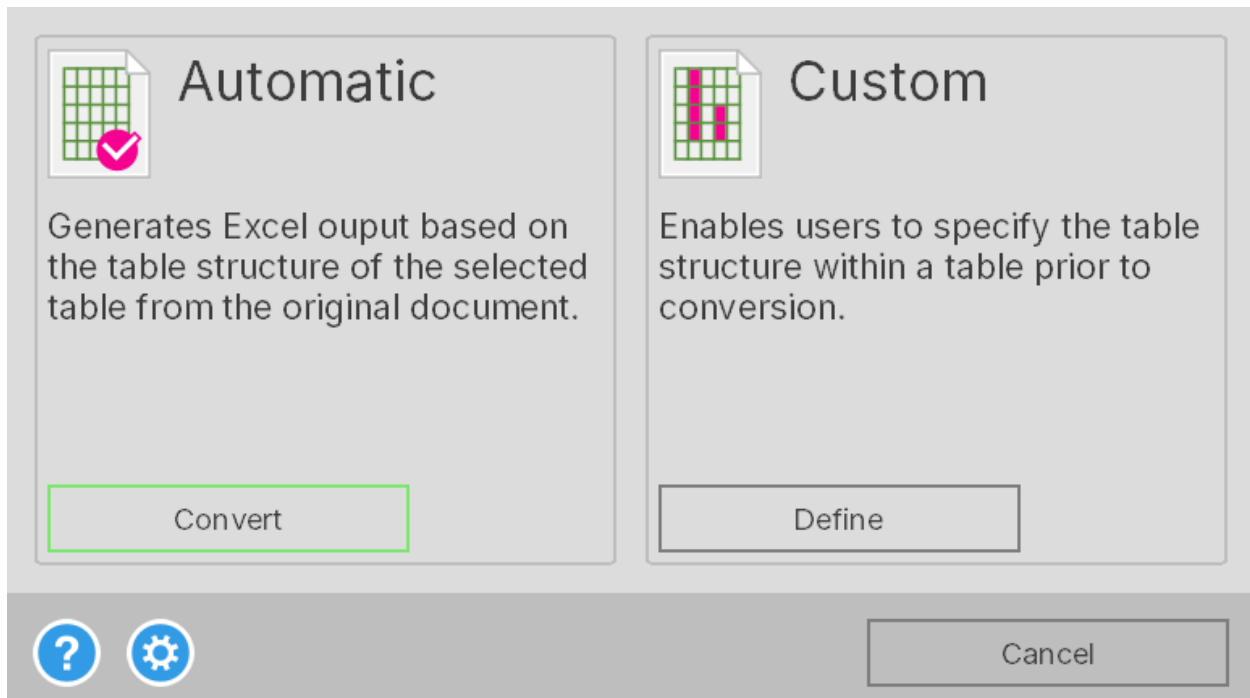 Automatic
Generates Excel ouput based on
the table structure of the selected
table from the original document.
Convert
Custom
Enables users to specify the table
structure within a table prior to
conversion.
Define
?
Cancel